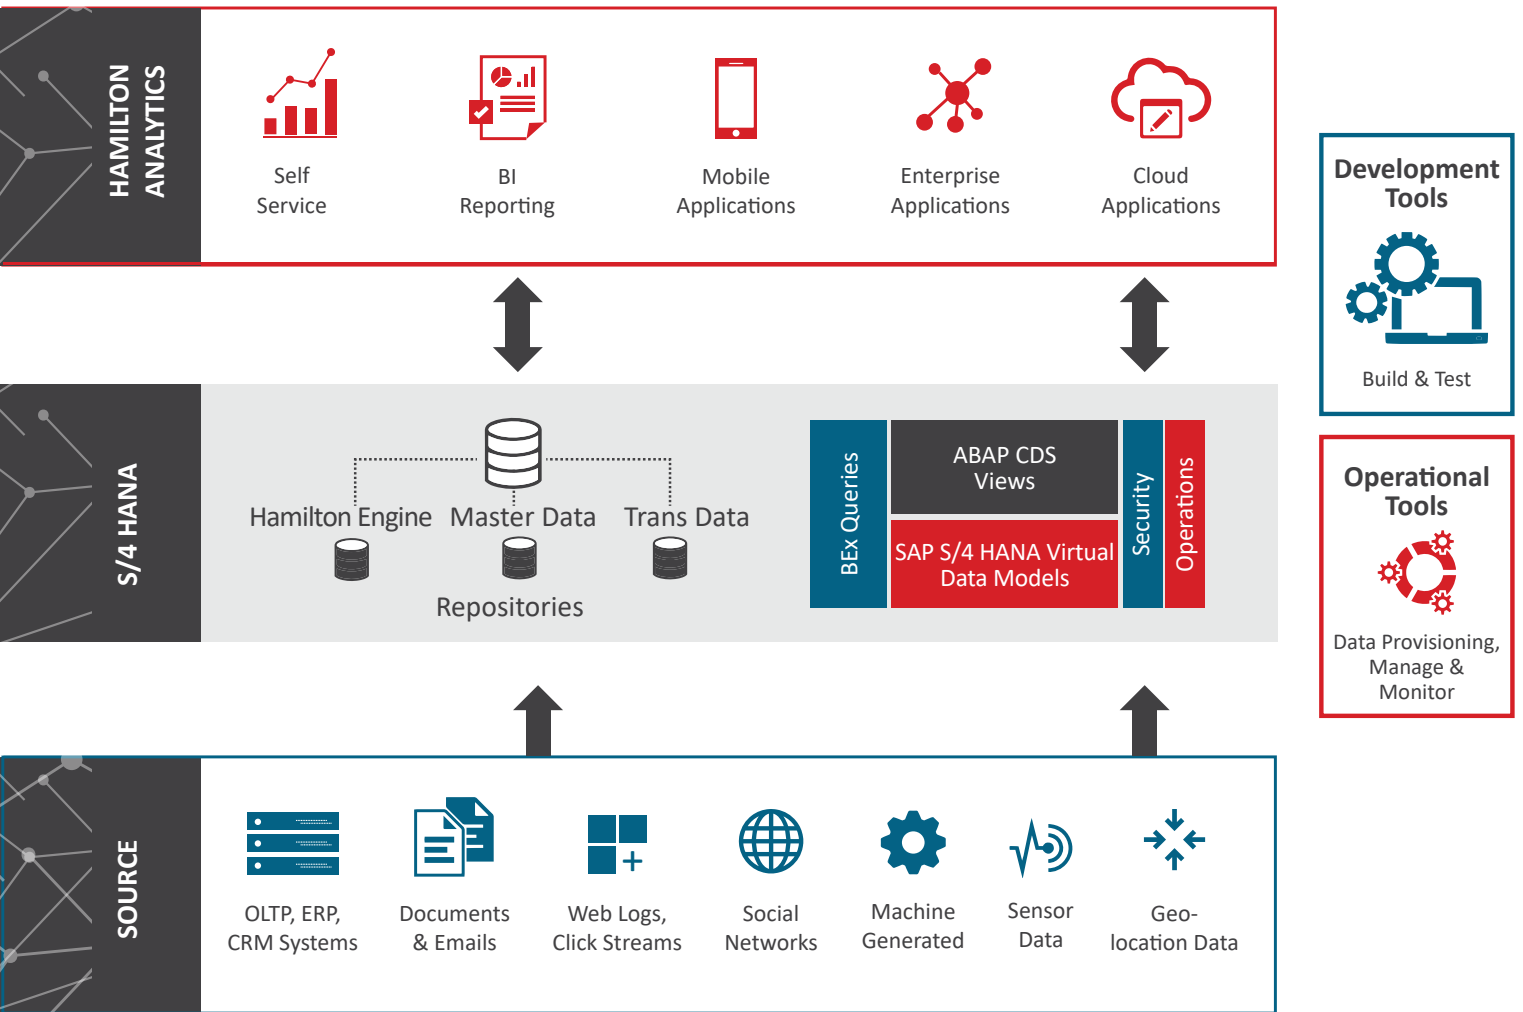 HAMILTON
ANALYTICS
Self
Service
BI
Reporting
Mobile
Applications
Enterprise
Applications
Cloud
Applications
Development
Tools
Build & Test
S/4 HANA
Hamilton Engine
Master Data
Trans Data
Repositories
BEx Queries
ABAP CDS
Views
SAP S/4 HANA Virtual
Data Models
Security
Operations
Operational
Tools
Data Provisioning,
Manage &
Monitor
SOURCE
OLTP, ERP,
CRM Systems
Documents
& Emails
Web Logs,
Click Streams
Social
Networks
Machine
Generated
Sensor
Data
Geo-
location Data